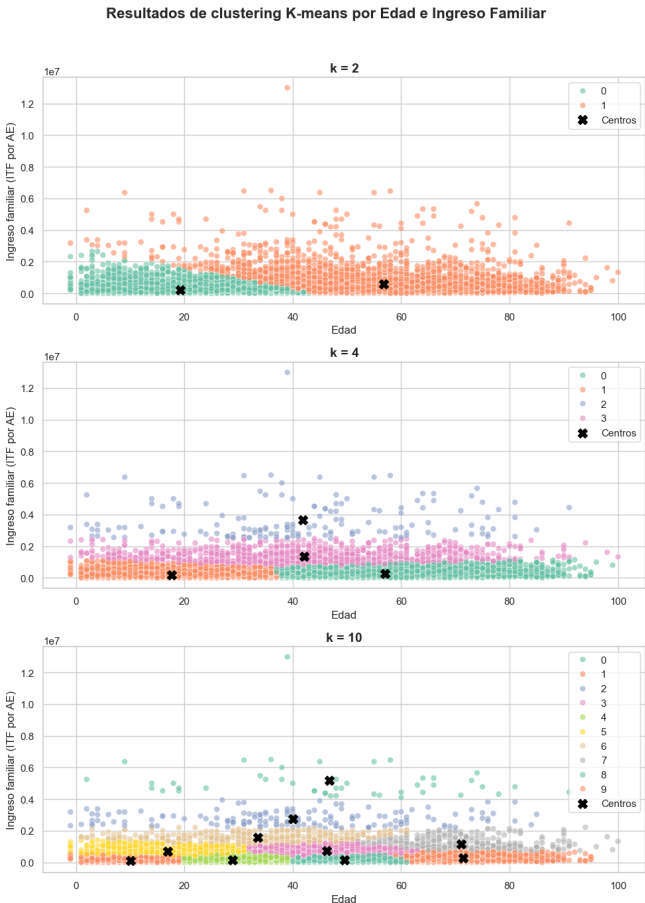 Resultados de clustering K-means por Edad e Ingreso Familiar
k = 2
1e7
1.2
1.0
0.8
0.6
0.4
0.2
0.0
Ingreso familiar (ITF por AE)
0
1
Centros
0 20 40 60 80 100
Edad
k = 4
1e7
1.2
1.0
0.8
0.6
0.4
0.2
0.0
Ingreso familiar (ITF por AE)
0
1
2
3
Centros
0 20 40 60 80 100
Edad
k = 10
1e7
1.2
1.0
0.8
0.6
0.4
0.2
0.0
Ingreso familiar (ITF por AE)
0
1
2
3
4
5
6
7
8
9
Centros
0 20 40 60 80 100
Edad